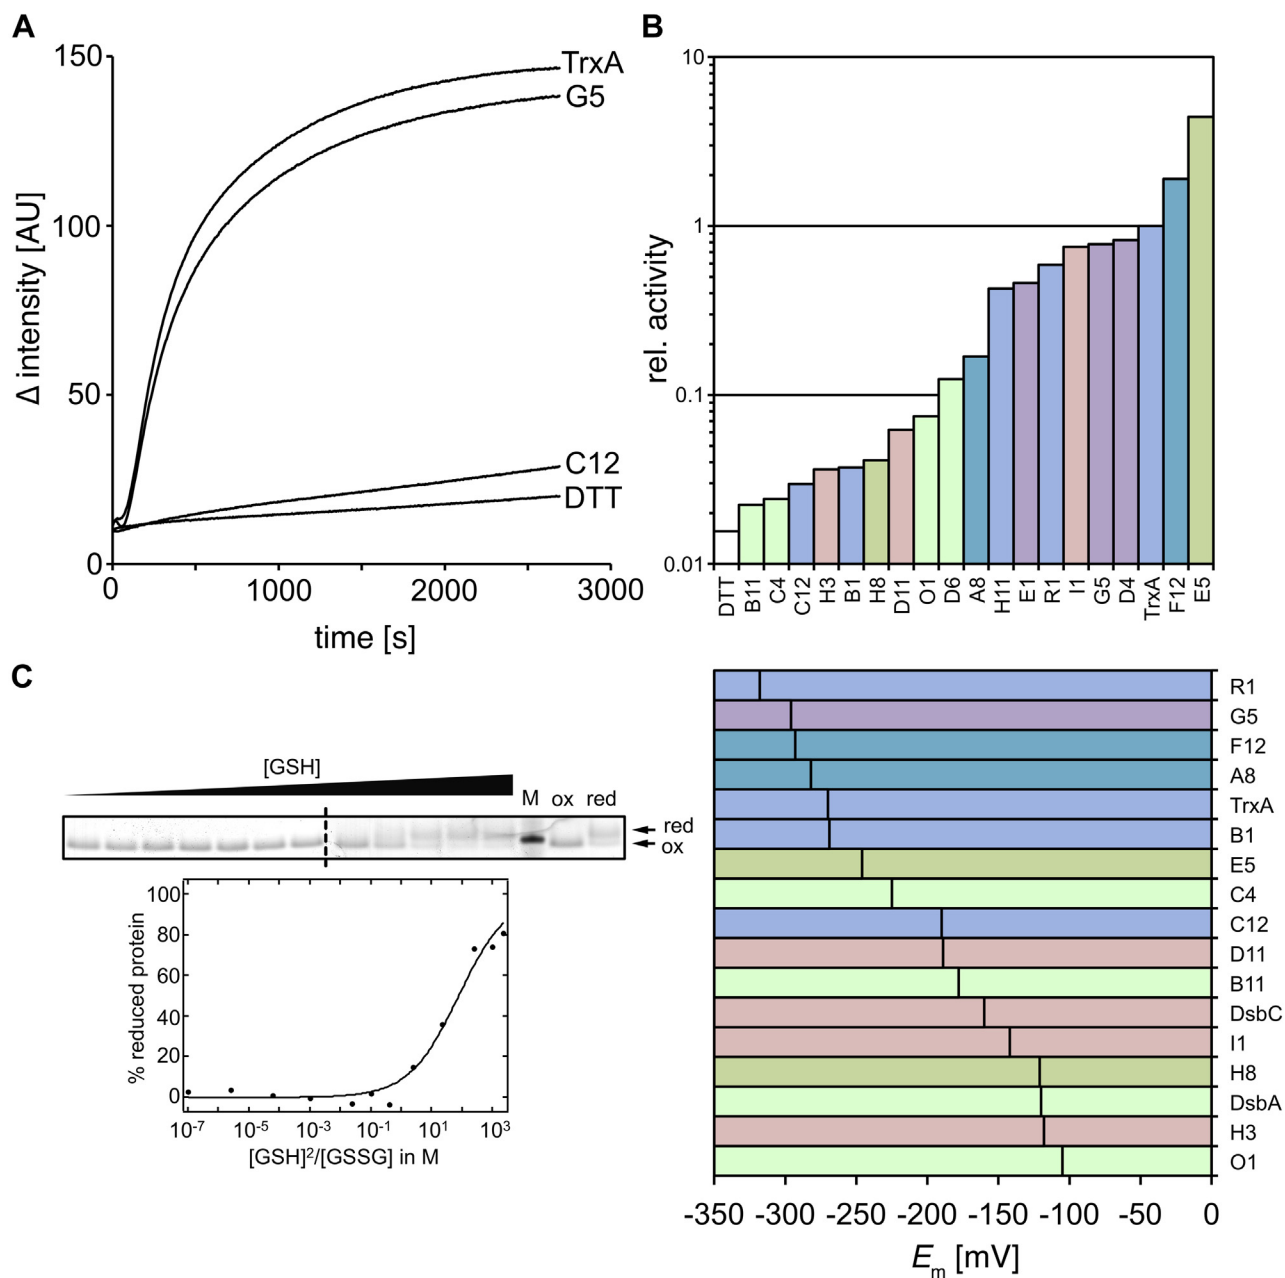 A
Δ intensity [AU]
150
100
50
0
TrxA
G5
C12
DTT
0 1000 2000 3000
time [s]
B
rel. activity
10
1
0.1
0.01
DTT B11 C4 C12 H3 B1 H8 D11 O1 D6 A8 H11 E1 R1 I1 G5 D4 TrxA F12 E5
C
[GSH]
M ox red
red
ox
% reduced protein
100
80
60
40
20
0
10⁻⁷ 10⁻⁵ 10⁻³ 10⁻¹ 10¹ 10³
[GSH]²/[GSSG] in M
R1
G5
F12
A8
TrxA
B1
E5
C4
C12
D11
B11
DsbC
I1
H8
DsbA
H3
O1
-350 -300 -250 -200 -150 -100 -50 0
Eₘ [mV]